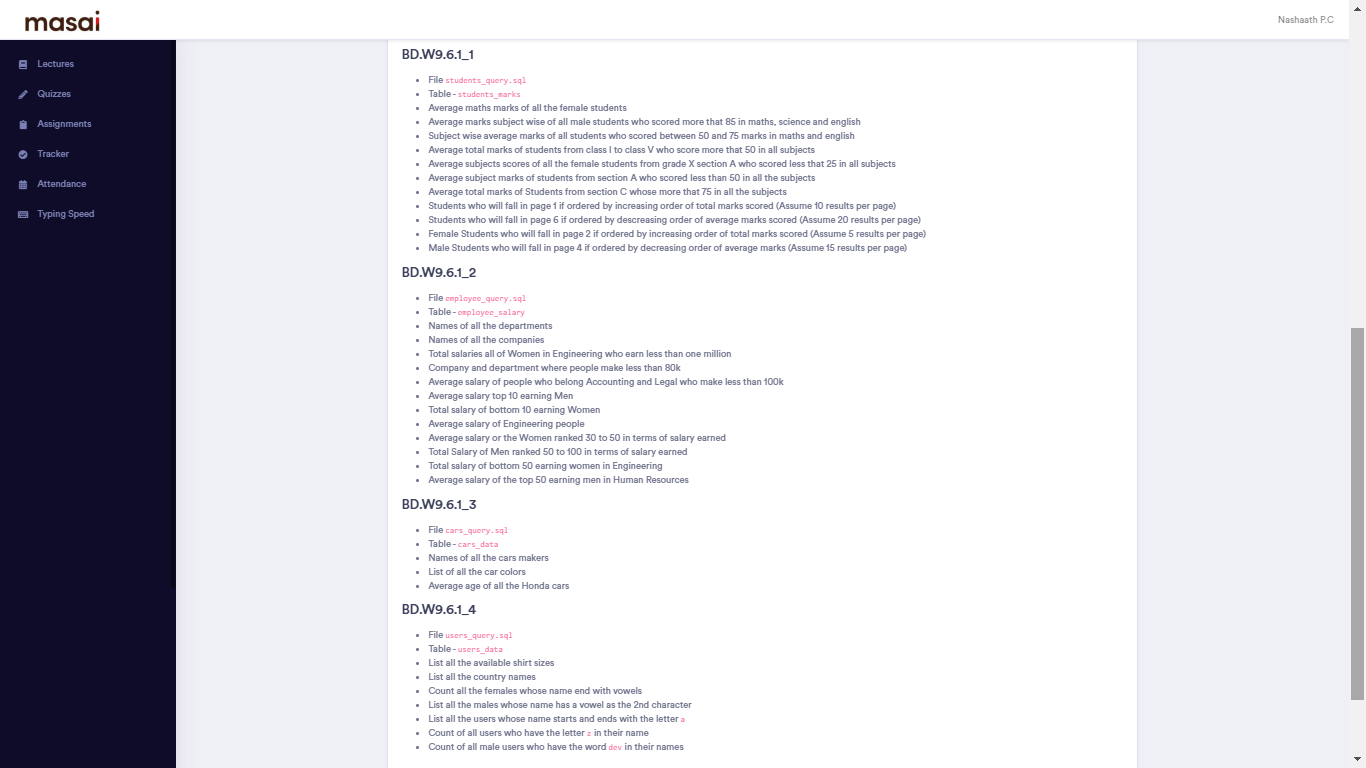 masai
Nashaath P.C
Lectures
Quizzes
Assignments
Tracker
Attendance
Typing Speed
BD.W9.6.1_1
File students_query.sql
Table - students_marks
Average maths marks of all the female students
Average marks subject wise of all male students who scored more that 85 in maths, science and english
Subject wise average marks of all students who scored between 50 and 75 marks in maths and english
Average total marks of students from class I to class V who score more that 50 in all subjects
Average subjects scores of all the female students from grade X section A who scored less that 25 in all subjects
Average subject marks of students from section A who scored less than 50 in all the subjects
Average total marks of Students from section C whose more that 75 in all the subjects
Students who will fall in page 1 if ordered by increasing order of total marks scored (Assume 10 results per page)
Students who will fall in page 6 if ordered by descreasing order of average marks scored (Assume 20 results per page)
Female Students who will fall in page 2 if ordered by increasing order of total marks scored (Assume 5 results per page)
Male Students who will fall in page 4 if ordered by decreasing order of average marks (Assume 15 results per page)
BD.W9.6.1_2
File employee_query.sql
Table - employee_salary
Names of all the departments
Names of all the companies
Total salaries all of Women in Engineering who earn less than one million
Company and department where people make less than 80k
Average salary of people who belong Accounting and Legal who make less than 100k
Average salary top 10 earning Men
Total salary of bottom 10 earning Women
Average salary of Engineering people
Average salary or the Women ranked 30 to 50 in terms of salary earned
Total Salary of Men ranked 50 to 100 in terms of salary earned
Total salary of bottom 50 earning women in Engineering
Average salary of the top 50 earning men in Human Resources
BD.W9.6.1_3
File cars_query.sql
Table - cars_data
Names of all the cars makers
List of all the car colors
Average age of all the Honda cars
BD.W9.6.1_4
File users_query.sql
Table - users_data
List all the available shirt sizes
List all the country names
Count all the females whose name end with vowels
List all the males whose name has a vowel as the 2nd character
List all the users whose name starts and ends with the letter a
Count of all users who have the letter z in their name
Count of all male users who have the word dev in their names